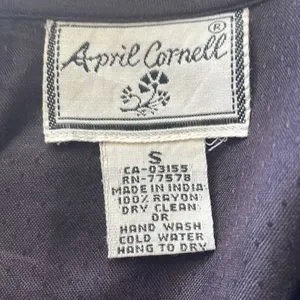 April Cornell ®
S
CA-03155
RN-77578
MADE IN INDIA
100% RAYON
DRY CLEAN
OR
HAND WASH
COLD WATER
HANG TO DRY